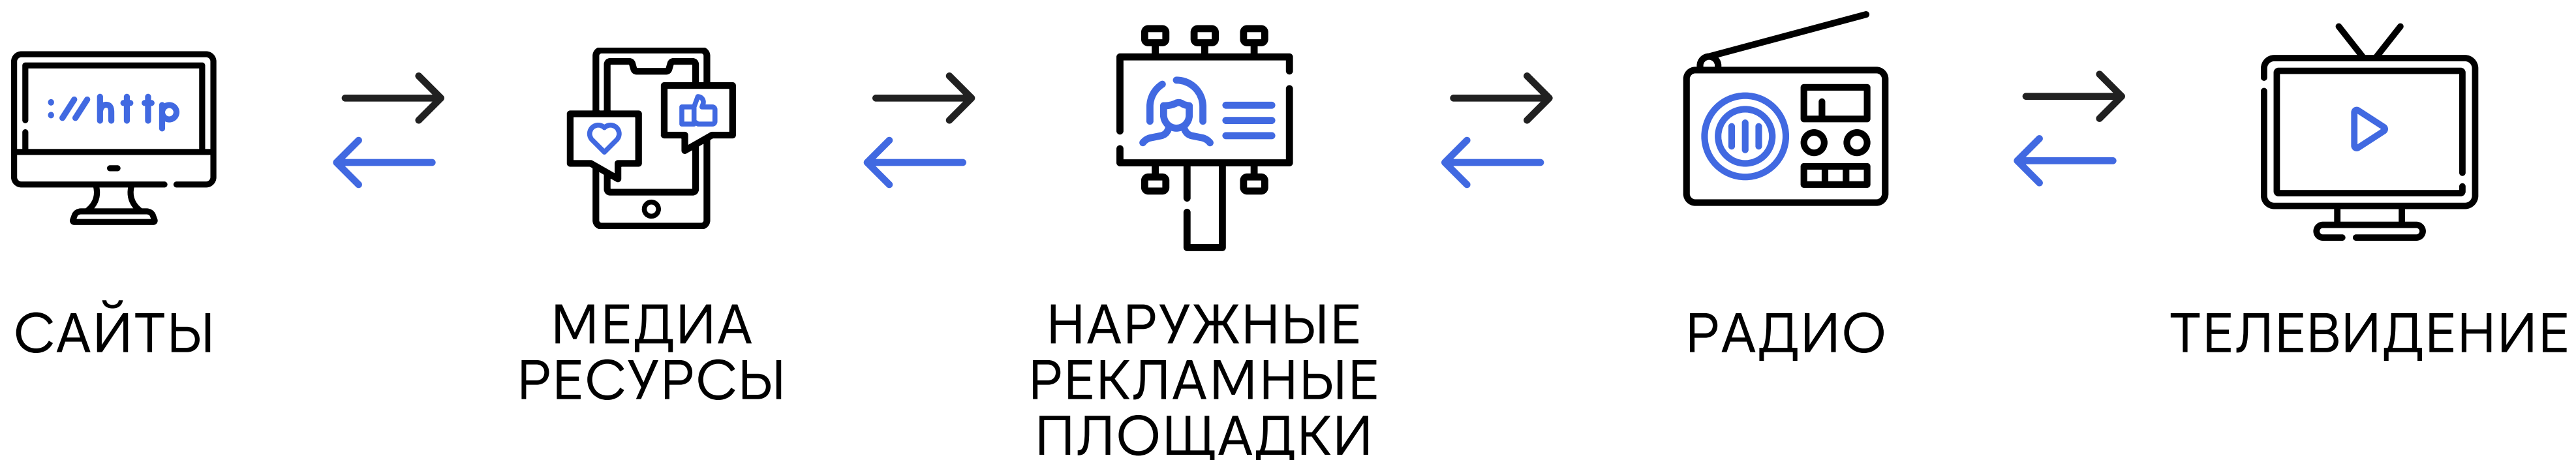 ://http
САЙТЫ
МЕДИА
РЕСУРСЫ
НАРУЖНЫЕ
РЕКЛАМНЫЕ
ПЛОЩАДКИ
РАДИО
ТЕЛЕВИДЕНИЕ